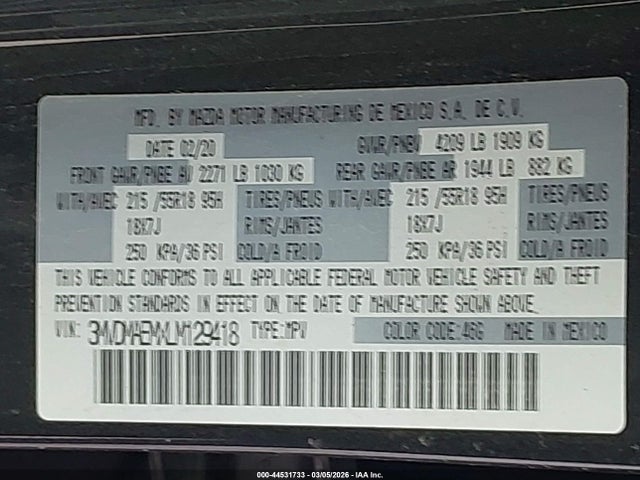 MFD. BY MAZDA MOTOR MANUFACTURING DE MEXICO S.A. DE C.V.
DATE 02/20 GVWR/PNBV 4209 LB 1909 KG
FRONT GAWR/PNBE AV 2271 LB 1030 KG REAR GAWR/PNBE AR 1944 LB 882 KG
WITH/AVEC 215 /55R18 95H TIRES/PNEUS WITH/AVEC 215 /55R18 95H TIRES/PNEUS
18X7J RIMS/JANTES 18X7J RIMS/JANTES
250 KPA/36 PSI COLD/A FROID 250 KPA/36 PSI COLD/A FROID
THIS VEHICLE CONFORMS TO ALL APPLICABLE FEDERAL MOTOR VEHICLE SAFETY AND THEFT
PREVENTION STANDARDS IN EFFECT ON THE DATE OF MANUFACTURE SHOWN ABOVE.
VIN: TYPE:MPV COLOR CODE:46G MADE IN MEXICO
000-44531733 - 03/05/2026 - IAA Inc.